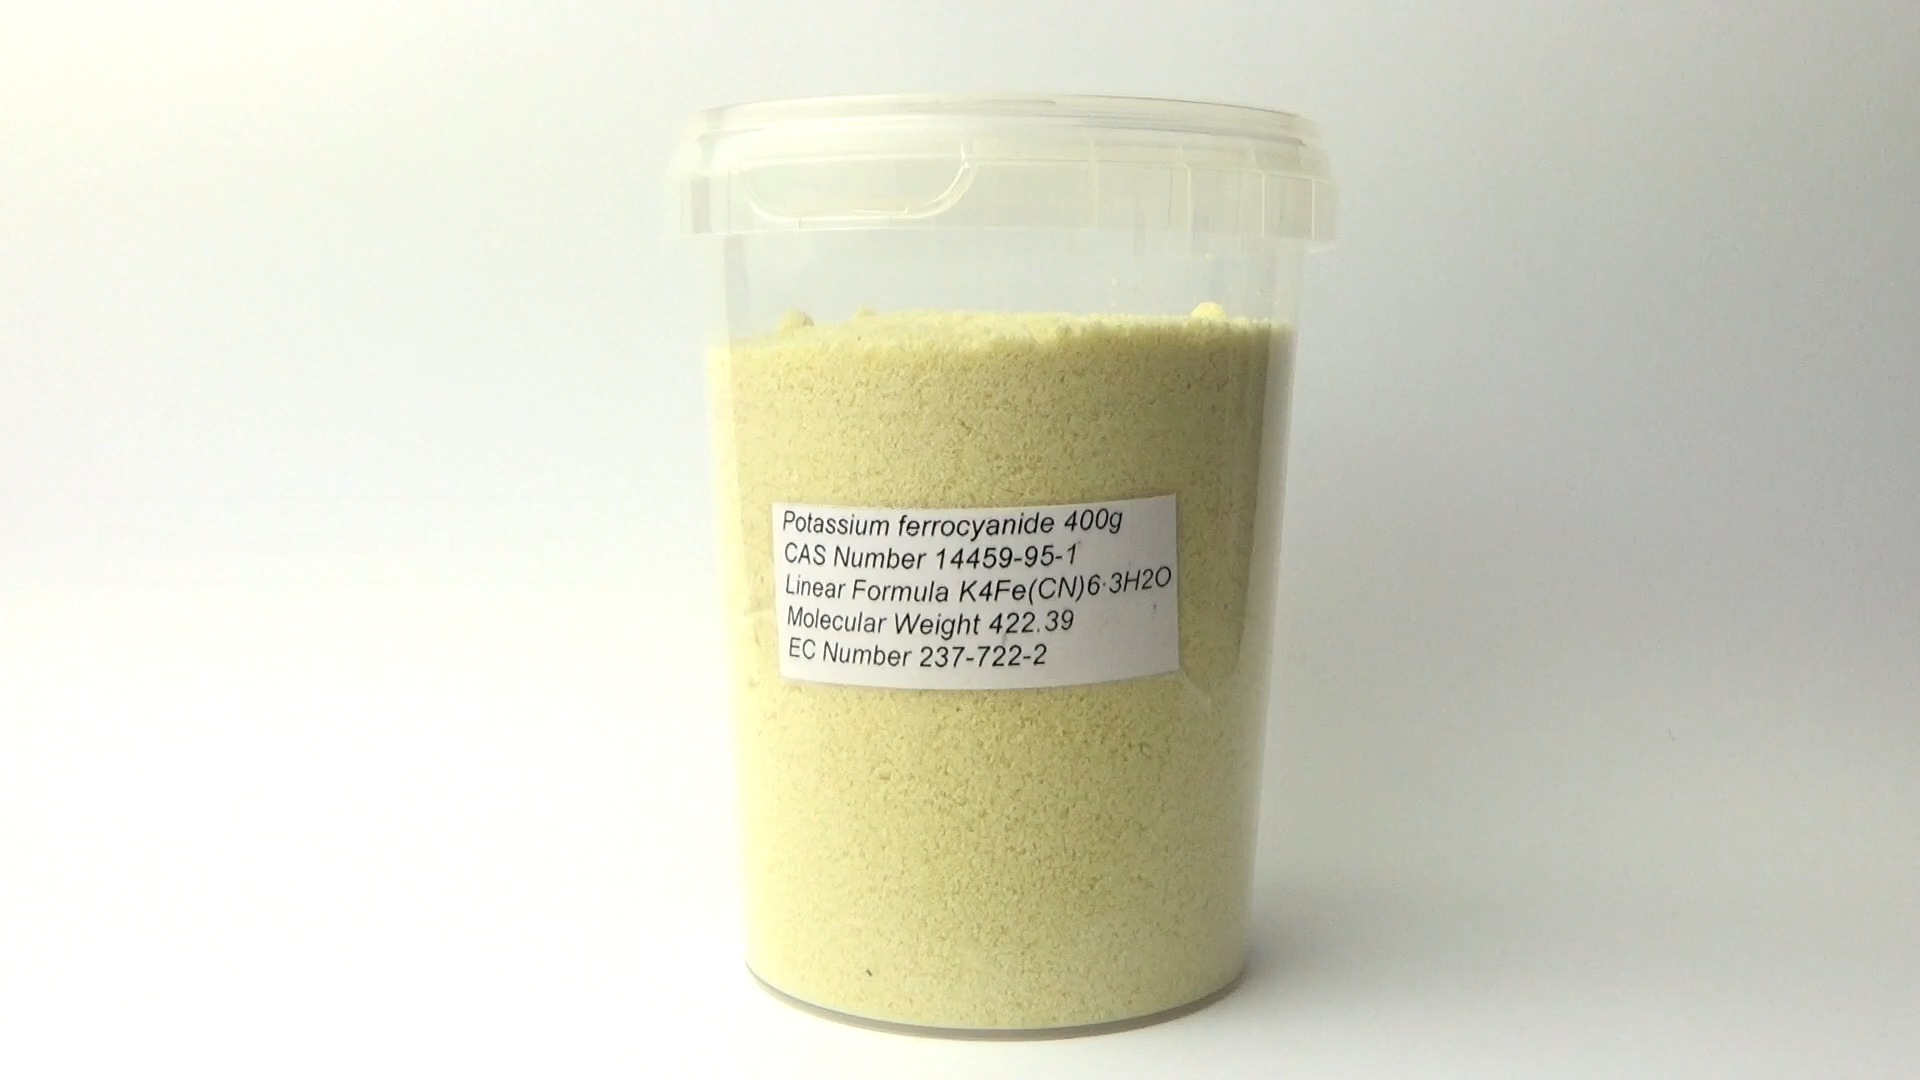 Potassium ferrocyanide 400g
CAS Number 14459-95-1
Linear Formula K4Fe(CN)6·3H2O
Molecular Weight 422.39
EC Number 237-722-2